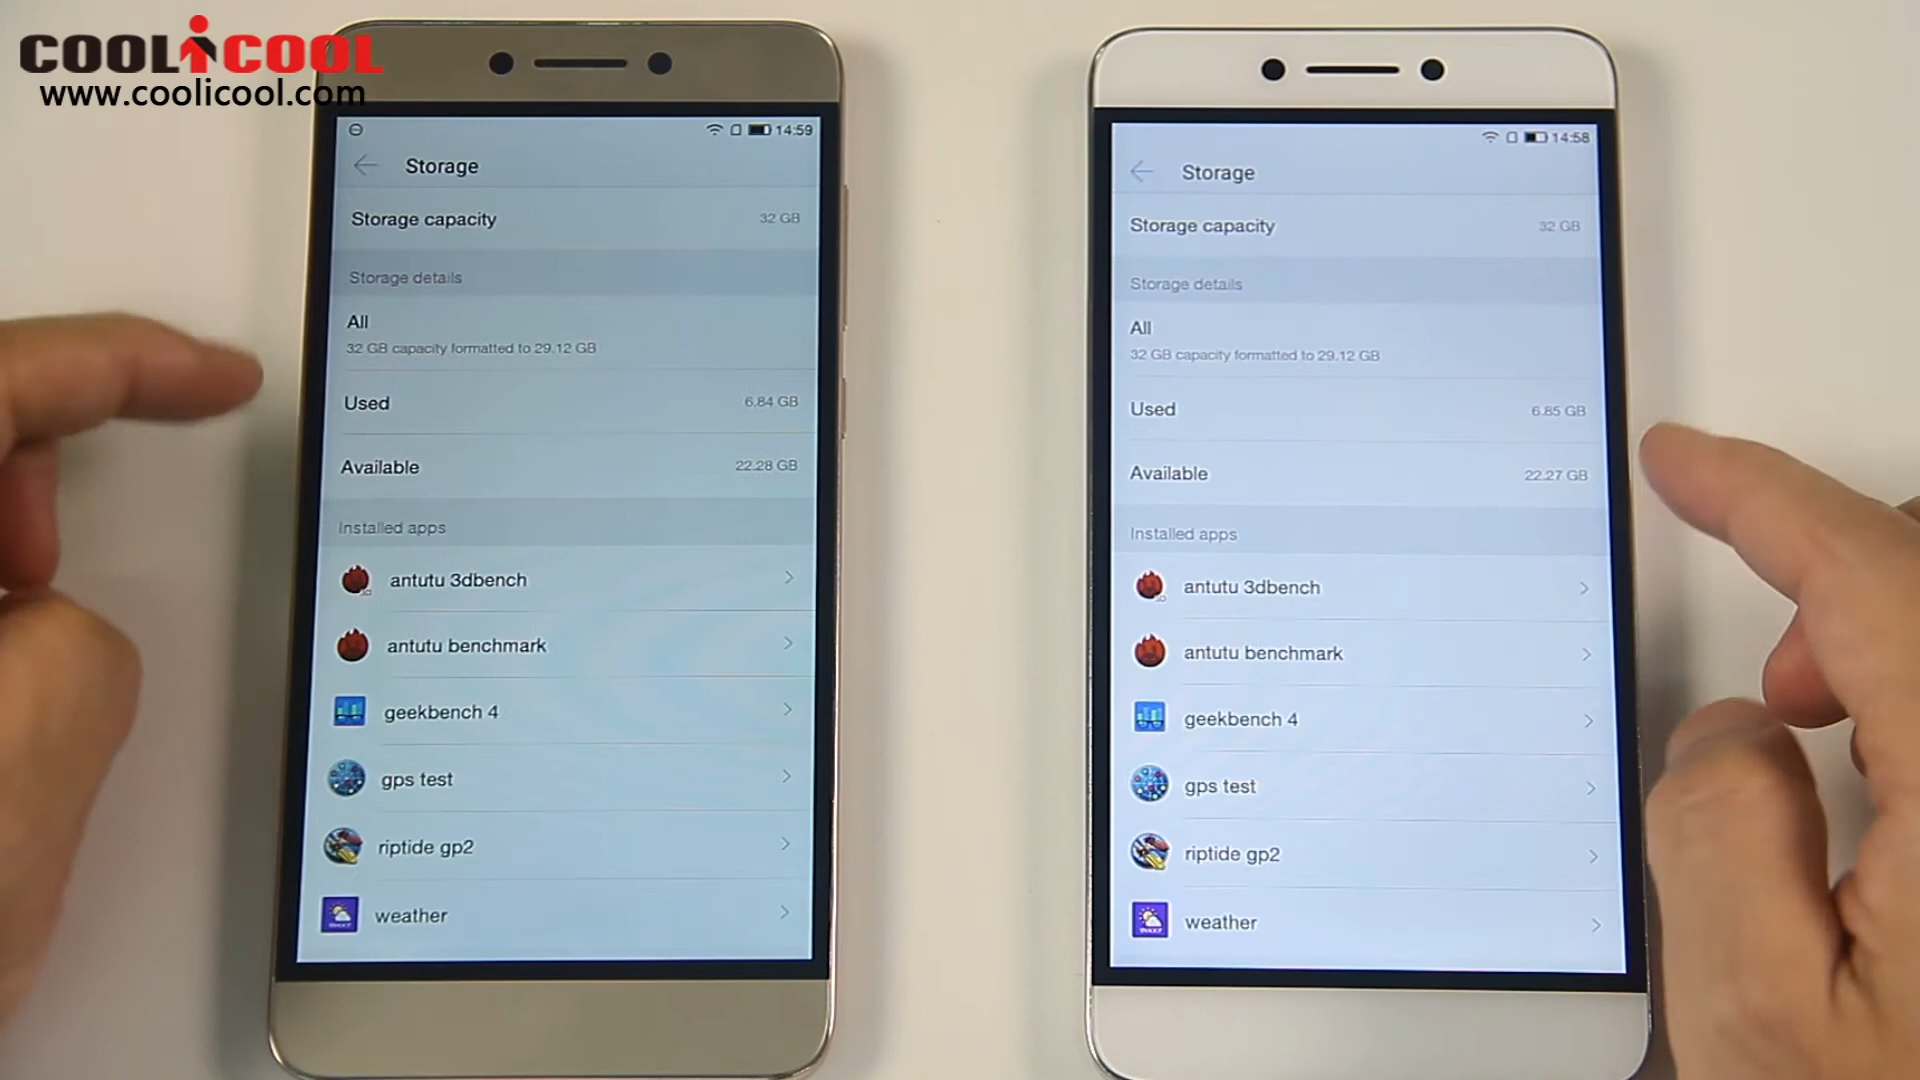 COOLiCOOL
www.coolicool.com
14:59
Storage
Storage capacity 32 GB
Storage details
All
32 GB capacity formatted to 29.12 GB
Used 6.84 GB
Available 22.28 GB
Installed apps
antutu 3dbench
antutu benchmark
geekbench 4
gps test
riptide gp2
weather
14:58
Storage
Storage capacity 32 GB
Storage details
All
32 GB capacity formatted to 29.12 GB
Used 6.85 GB
Available 22.27 GB
Installed apps
antutu 3dbench
antutu benchmark
geekbench 4
gps test
riptide gp2
weather